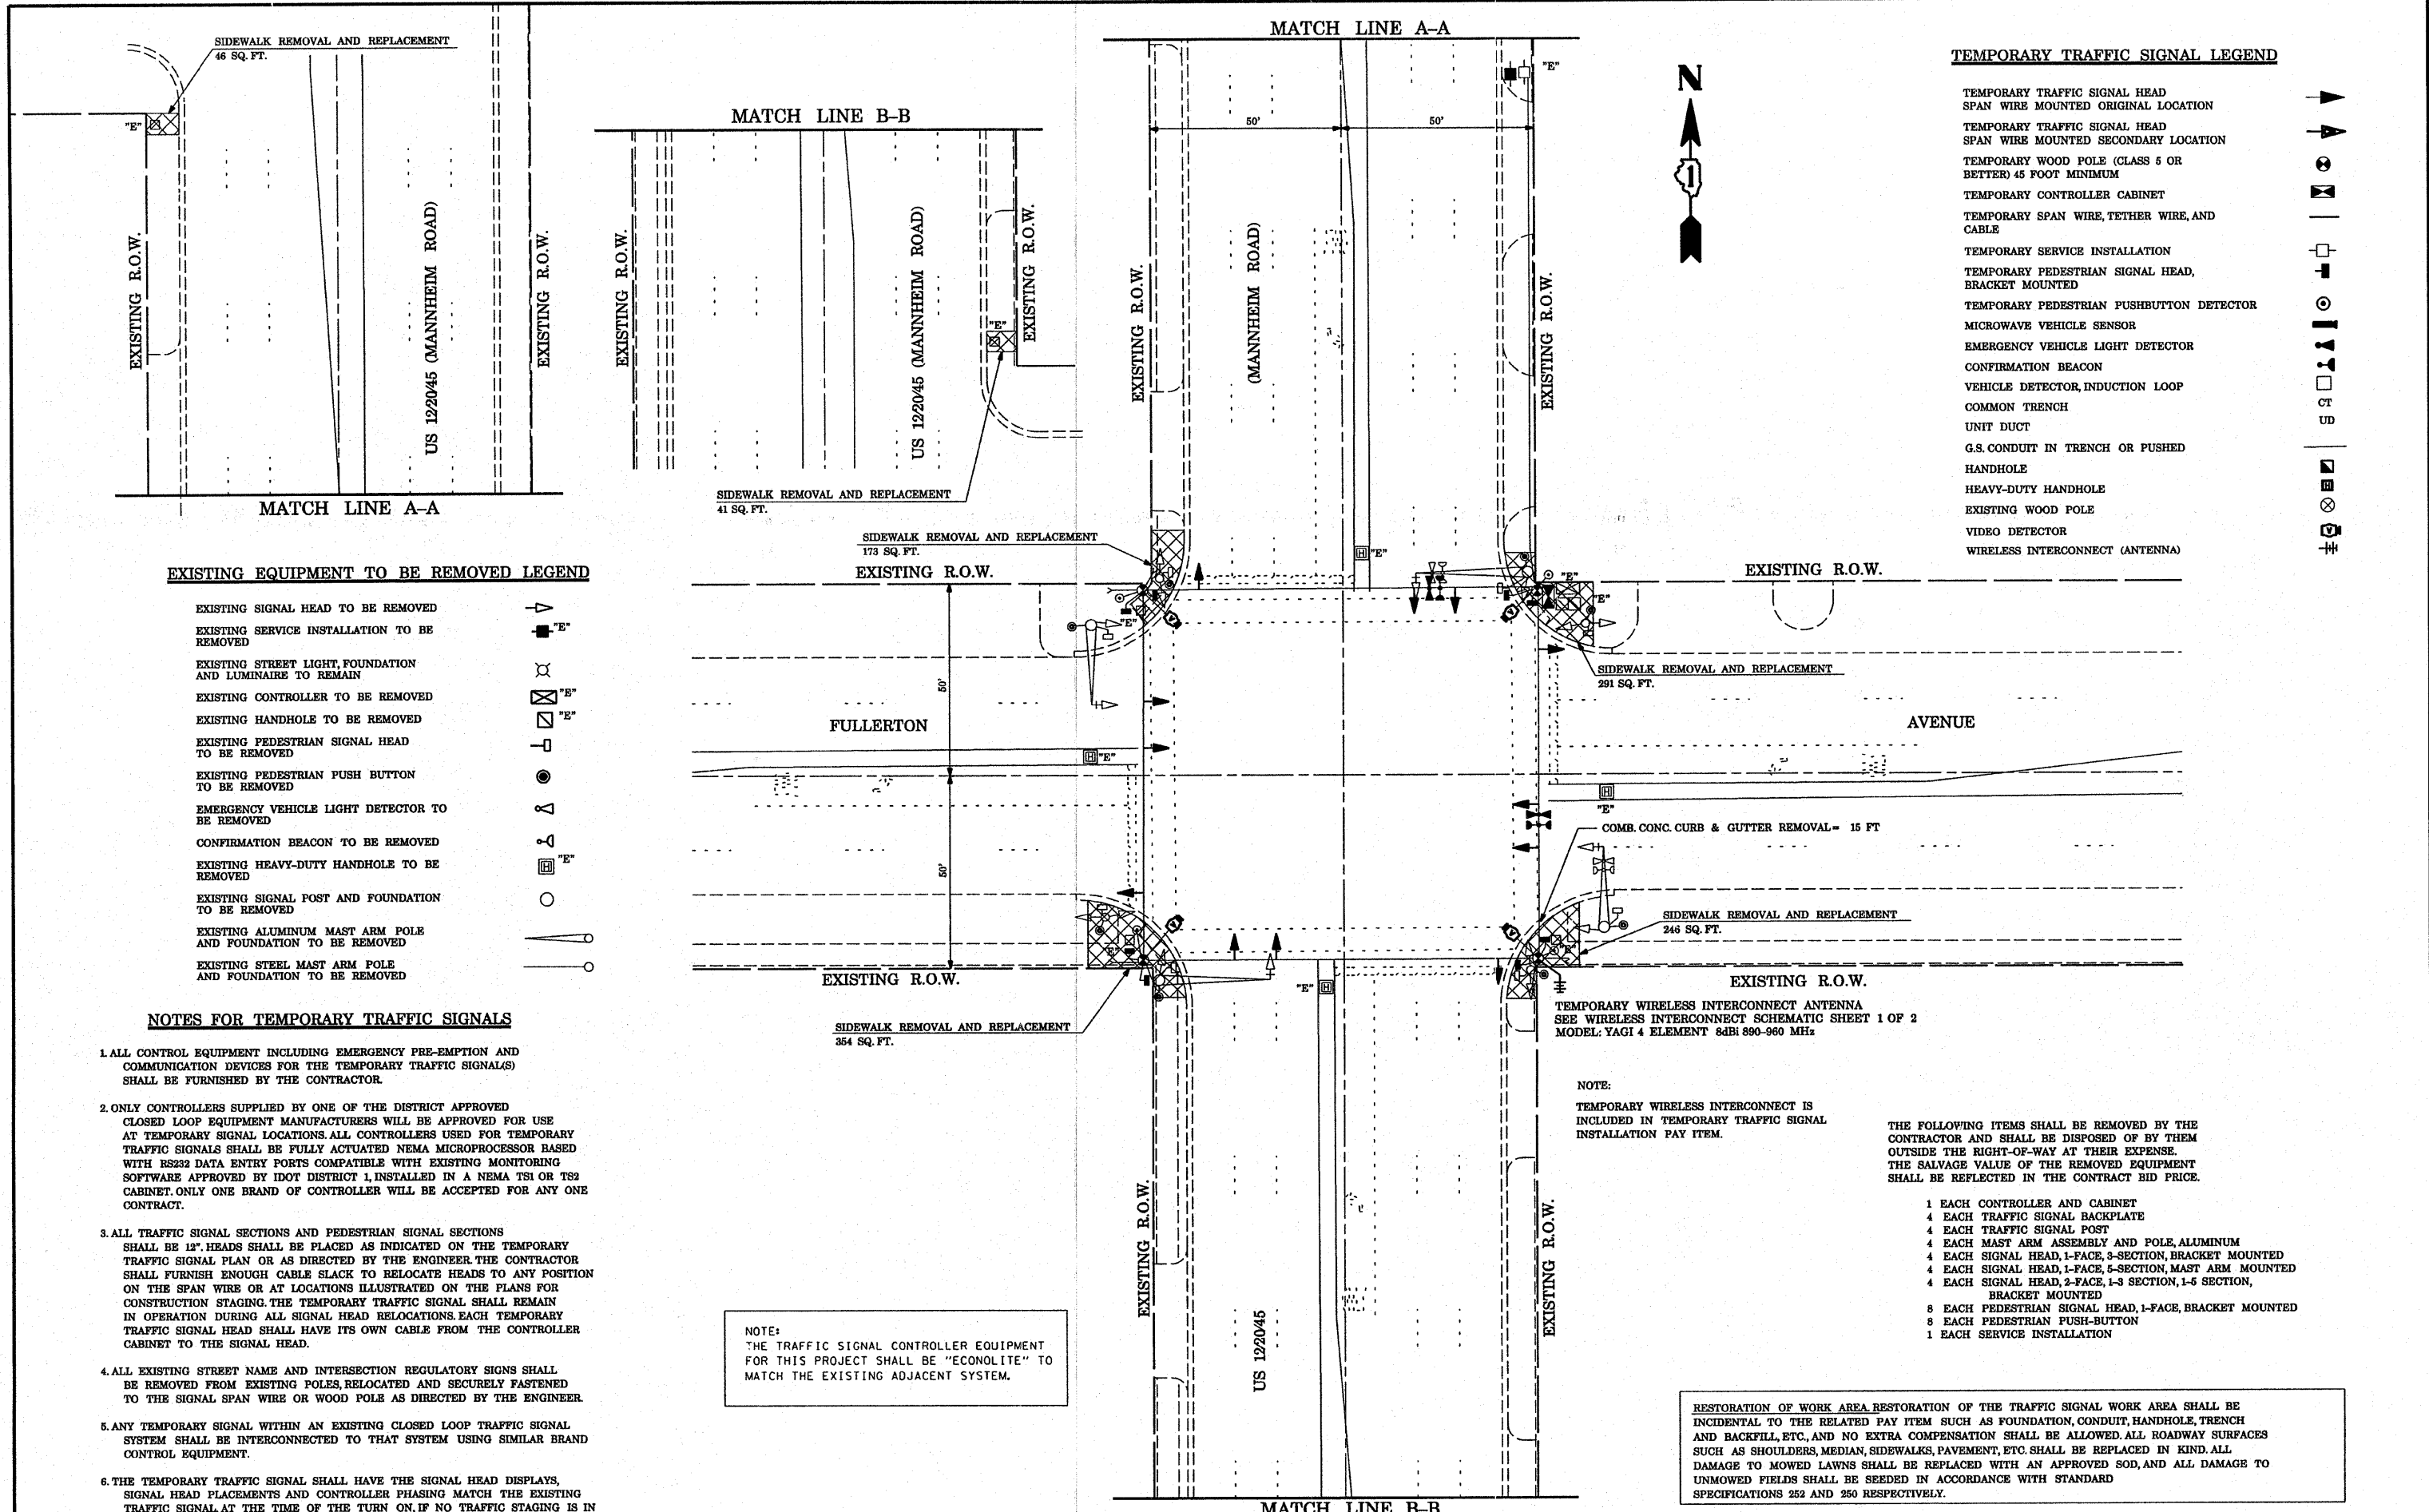 SIDEWALK REMOVAL AND REPLACEMENT
46 SQ. FT.
"E"
EXISTING R.O.W.
US 12/20/45 (MANNHEIM ROAD)
EXISTING R.O.W.
MATCH LINE A-A
MATCH LINE B-B
EXISTING R.O.W.
US 12/20/45 (MANNHEIM ROAD)
EXISTING R.O.W.
"E"
SIDEWALK REMOVAL AND REPLACEMENT
41 SQ. FT.
MATCH LINE A-A
"E"
50'
50'
EXISTING R.O.W.
(MANNHEIM ROAD)
EXISTING R.O.W.
N
1
TEMPORARY TRAFFIC SIGNAL LEGEND
TEMPORARY TRAFFIC SIGNAL HEAD
SPAN WIRE MOUNTED ORIGINAL LOCATION
TEMPORARY TRAFFIC SIGNAL HEAD
SPAN WIRE MOUNTED SECONDARY LOCATION
TEMPORARY WOOD POLE (CLASS 5 OR
BETTER) 45 FOOT MINIMUM
TEMPORARY CONTROLLER CABINET
TEMPORARY SPAN WIRE, TETHER WIRE, AND
CABLE
TEMPORARY SERVICE INSTALLATION
TEMPORARY PEDESTRIAN SIGNAL HEAD,
BRACKET MOUNTED
TEMPORARY PEDESTRIAN PUSHBUTTON DETECTOR
MICROWAVE VEHICLE SENSOR
EMERGENCY VEHICLE LIGHT DETECTOR
CONFIRMATION BEACON
VEHICLE DETECTOR, INDUCTION LOOP
COMMON TRENCH CT
UNIT DUCT UD
G.S. CONDUIT IN TRENCH OR PUSHED
HANDHOLE
HEAVY-DUTY HANDHOLE H
EXISTING WOOD POLE
VIDEO DETECTOR V
WIRELESS INTERCONNECT (ANTENNA)
EXISTING EQUIPMENT TO BE REMOVED LEGEND
EXISTING SIGNAL HEAD TO BE REMOVED
EXISTING SERVICE INSTALLATION TO BE "E"
REMOVED
EXISTING STREET LIGHT, FOUNDATION
AND LUMINAIRE TO REMAIN
EXISTING CONTROLLER TO BE REMOVED "E"
EXISTING HANDHOLE TO BE REMOVED "E"
EXISTING PEDESTRIAN SIGNAL HEAD
TO BE REMOVED
EXISTING PEDESTRIAN PUSH BUTTON
TO BE REMOVED
EMERGENCY VEHICLE LIGHT DETECTOR TO
BE REMOVED
CONFIRMATION BEACON TO BE REMOVED
EXISTING HEAVY-DUTY HANDHOLE TO BE H "E"
REMOVED
EXISTING SIGNAL POST AND FOUNDATION
TO BE REMOVED
EXISTING ALUMINUM MAST ARM POLE
AND FOUNDATION TO BE REMOVED
EXISTING STEEL MAST ARM POLE
AND FOUNDATION TO BE REMOVED
SIDEWALK REMOVAL AND REPLACEMENT
173 SQ. FT.
EXISTING R.O.W.
H "E"
EXISTING R.O.W.
"E"
"E"
"E"
V
V
SIDEWALK REMOVAL AND REPLACEMENT
291 SQ. FT.
50'
FULLERTON
AVENUE
H "E"
H
"E"
COMB. CONC. CURB & GUTTER REMOVAL= 15 FT
50'
V
V
SIDEWALK REMOVAL AND REPLACEMENT
246 SQ. FT.
"E"
"E"
EXISTING R.O.W.
"E" H
EXISTING R.O.W.
SIDEWALK REMOVAL AND REPLACEMENT
354 SQ. FT.
TEMPORARY WIRELESS INTERCONNECT ANTENNA
SEE WIRELESS INTERCONNECT SCHEMATIC SHEET 1 OF 2
MODEL: YAGI 4 ELEMENT 8dBi 890-960 MHz
NOTE:
TEMPORARY WIRELESS INTERCONNECT IS
INCLUDED IN TEMPORARY TRAFFIC SIGNAL
INSTALLATION PAY ITEM.
EXISTING R.O.W.
US 12/20/45
EXISTING R.O.W.
MATCH LINE B-B
NOTES FOR TEMPORARY TRAFFIC SIGNALS
1. ALL CONTROL EQUIPMENT INCLUDING EMERGENCY PRE-EMPTION AND
COMMUNICATION DEVICES FOR THE TEMPORARY TRAFFIC SIGNAL(S)
SHALL BE FURNISHED BY THE CONTRACTOR.
2. ONLY CONTROLLERS SUPPLIED BY ONE OF THE DISTRICT APPROVED
CLOSED LOOP EQUIPMENT MANUFACTURERS WILL BE APPROVED FOR USE
AT TEMPORARY SIGNAL LOCATIONS. ALL CONTROLLERS USED FOR TEMPORARY
TRAFFIC SIGNALS SHALL BE FULLY ACTUATED NEMA MICROPROCESSOR BASED
WITH RS232 DATA ENTRY PORTS COMPATIBLE WITH EXISTING MONITORING
SOFTWARE APPROVED BY IDOT DISTRICT 1, INSTALLED IN A NEMA TS1 OR TS2
CABINET. ONLY ONE BRAND OF CONTROLLER WILL BE ACCEPTED FOR ANY ONE
CONTRACT.
3. ALL TRAFFIC SIGNAL SECTIONS AND PEDESTRIAN SIGNAL SECTIONS
SHALL BE 12". HEADS SHALL BE PLACED AS INDICATED ON THE TEMPORARY
TRAFFIC SIGNAL PLAN OR AS DIRECTED BY THE ENGINEER. THE CONTRACTOR
SHALL FURNISH ENOUGH CABLE SLACK TO RELOCATE HEADS TO ANY POSITION
ON THE SPAN WIRE OR AT LOCATIONS ILLUSTRATED ON THE PLANS FOR
CONSTRUCTION STAGING. THE TEMPORARY TRAFFIC SIGNAL SHALL REMAIN
IN OPERATION DURING ALL SIGNAL HEAD RELOCATIONS. EACH TEMPORARY
TRAFFIC SIGNAL HEAD SHALL HAVE ITS OWN CABLE FROM THE CONTROLLER
CABINET TO THE SIGNAL HEAD.
4. ALL EXISTING STREET NAME AND INTERSECTION REGULATORY SIGNS SHALL
BE REMOVED FROM EXISTING POLES, RELOCATED AND SECURELY FASTENED
TO THE SIGNAL SPAN WIRE OR WOOD POLE AS DIRECTED BY THE ENGINEER.
5. ANY TEMPORARY SIGNAL WITHIN AN EXISTING CLOSED LOOP TRAFFIC SIGNAL
SYSTEM SHALL BE INTERCONNECTED TO THAT SYSTEM USING SIMILAR BRAND
CONTROL EQUIPMENT.
6. THE TEMPORARY TRAFFIC SIGNAL SHALL HAVE THE SIGNAL HEAD DISPLAYS,
SIGNAL HEAD PLACEMENTS AND CONTROLLER PHASING MATCH THE EXISTING
TRAFFIC SIGNAL AT THE TIME OF THE TURN ON. IF NO TRAFFIC STAGING IS IN
NOTE:
THE TRAFFIC SIGNAL CONTROLLER EQUIPMENT
FOR THIS PROJECT SHALL BE "ECONOLITE" TO
MATCH THE EXISTING ADJACENT SYSTEM.
THE FOLLOWING ITEMS SHALL BE REMOVED BY THE
CONTRACTOR AND SHALL BE DISPOSED OF BY THEM
OUTSIDE THE RIGHT-OF-WAY AT THEIR EXPENSE.
THE SALVAGE VALUE OF THE REMOVED EQUIPMENT
SHALL BE REFLECTED IN THE CONTRACT BID PRICE.
1 EACH CONTROLLER AND CABINET
4 EACH TRAFFIC SIGNAL BACKPLATE
4 EACH TRAFFIC SIGNAL POST
4 EACH MAST ARM ASSEMBLY AND POLE, ALUMINUM
4 EACH SIGNAL HEAD, 1-FACE, 3-SECTION, BRACKET MOUNTED
4 EACH SIGNAL HEAD, 1-FACE, 5-SECTION, MAST ARM MOUNTED
4 EACH SIGNAL HEAD, 2-FACE, 1-3 SECTION, 1-5 SECTION,
BRACKET MOUNTED
8 EACH PEDESTRIAN SIGNAL HEAD, 1-FACE, BRACKET MOUNTED
8 EACH PEDESTRIAN PUSH-BUTTON
1 EACH SERVICE INSTALLATION
RESTORATION OF WORK AREA. RESTORATION OF THE TRAFFIC SIGNAL WORK AREA SHALL BE
INCIDENTAL TO THE RELATED PAY ITEM SUCH AS FOUNDATION, CONDUIT, HANDHOLE, TRENCH
AND BACKFILL, ETC., AND NO EXTRA COMPENSATION SHALL BE ALLOWED. ALL ROADWAY SURFACES
SUCH AS SHOULDERS, MEDIAN, SIDEWALKS, PAVEMENT, ETC. SHALL BE REPLACED IN KIND. ALL
DAMAGE TO MOWED LAWNS SHALL BE REPLACED WITH AN APPROVED SOD, AND ALL DAMAGE TO
UNMOWED FIELDS SHALL BE SEEDED IN ACCORDANCE WITH STANDARD
SPECIFICATIONS 252 AND 250 RESPECTIVELY.